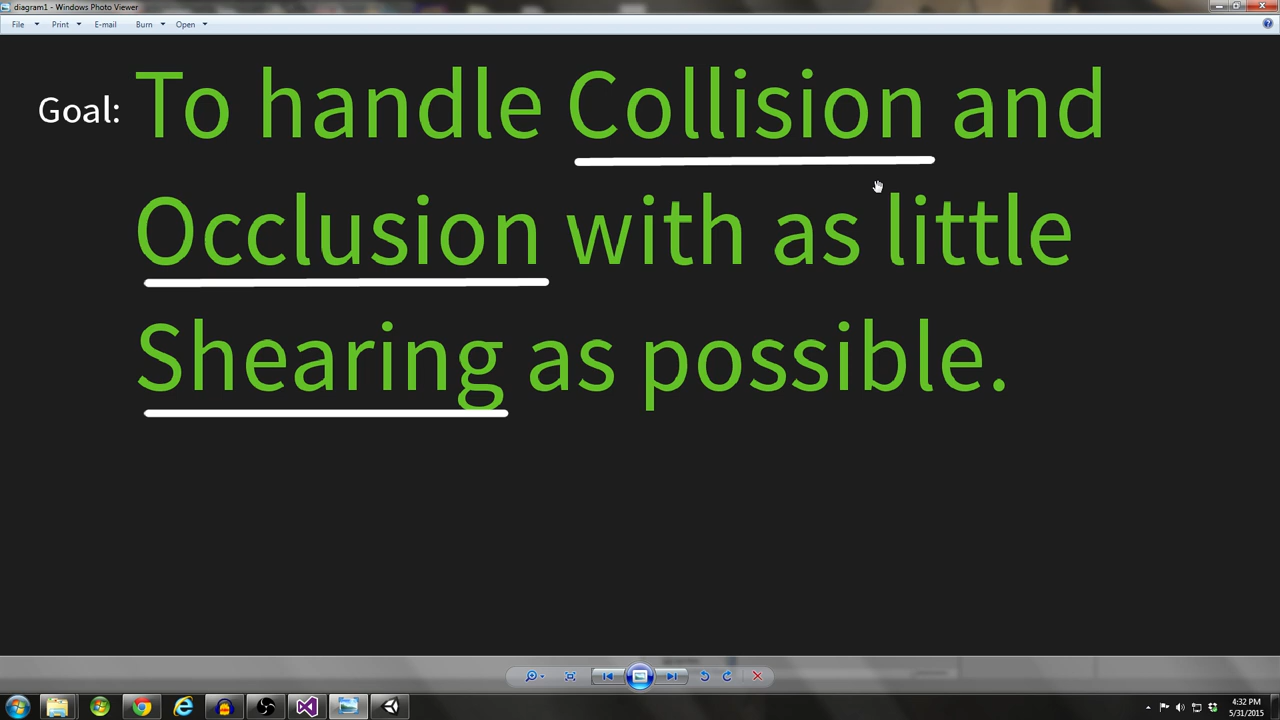 diagram1 - Windows Photo Viewer
File Print E-mail Burn Open
Goal: To handle Collision and
Occlusion with as little
Shearing as possible.
4:32 PM
5/31/2015